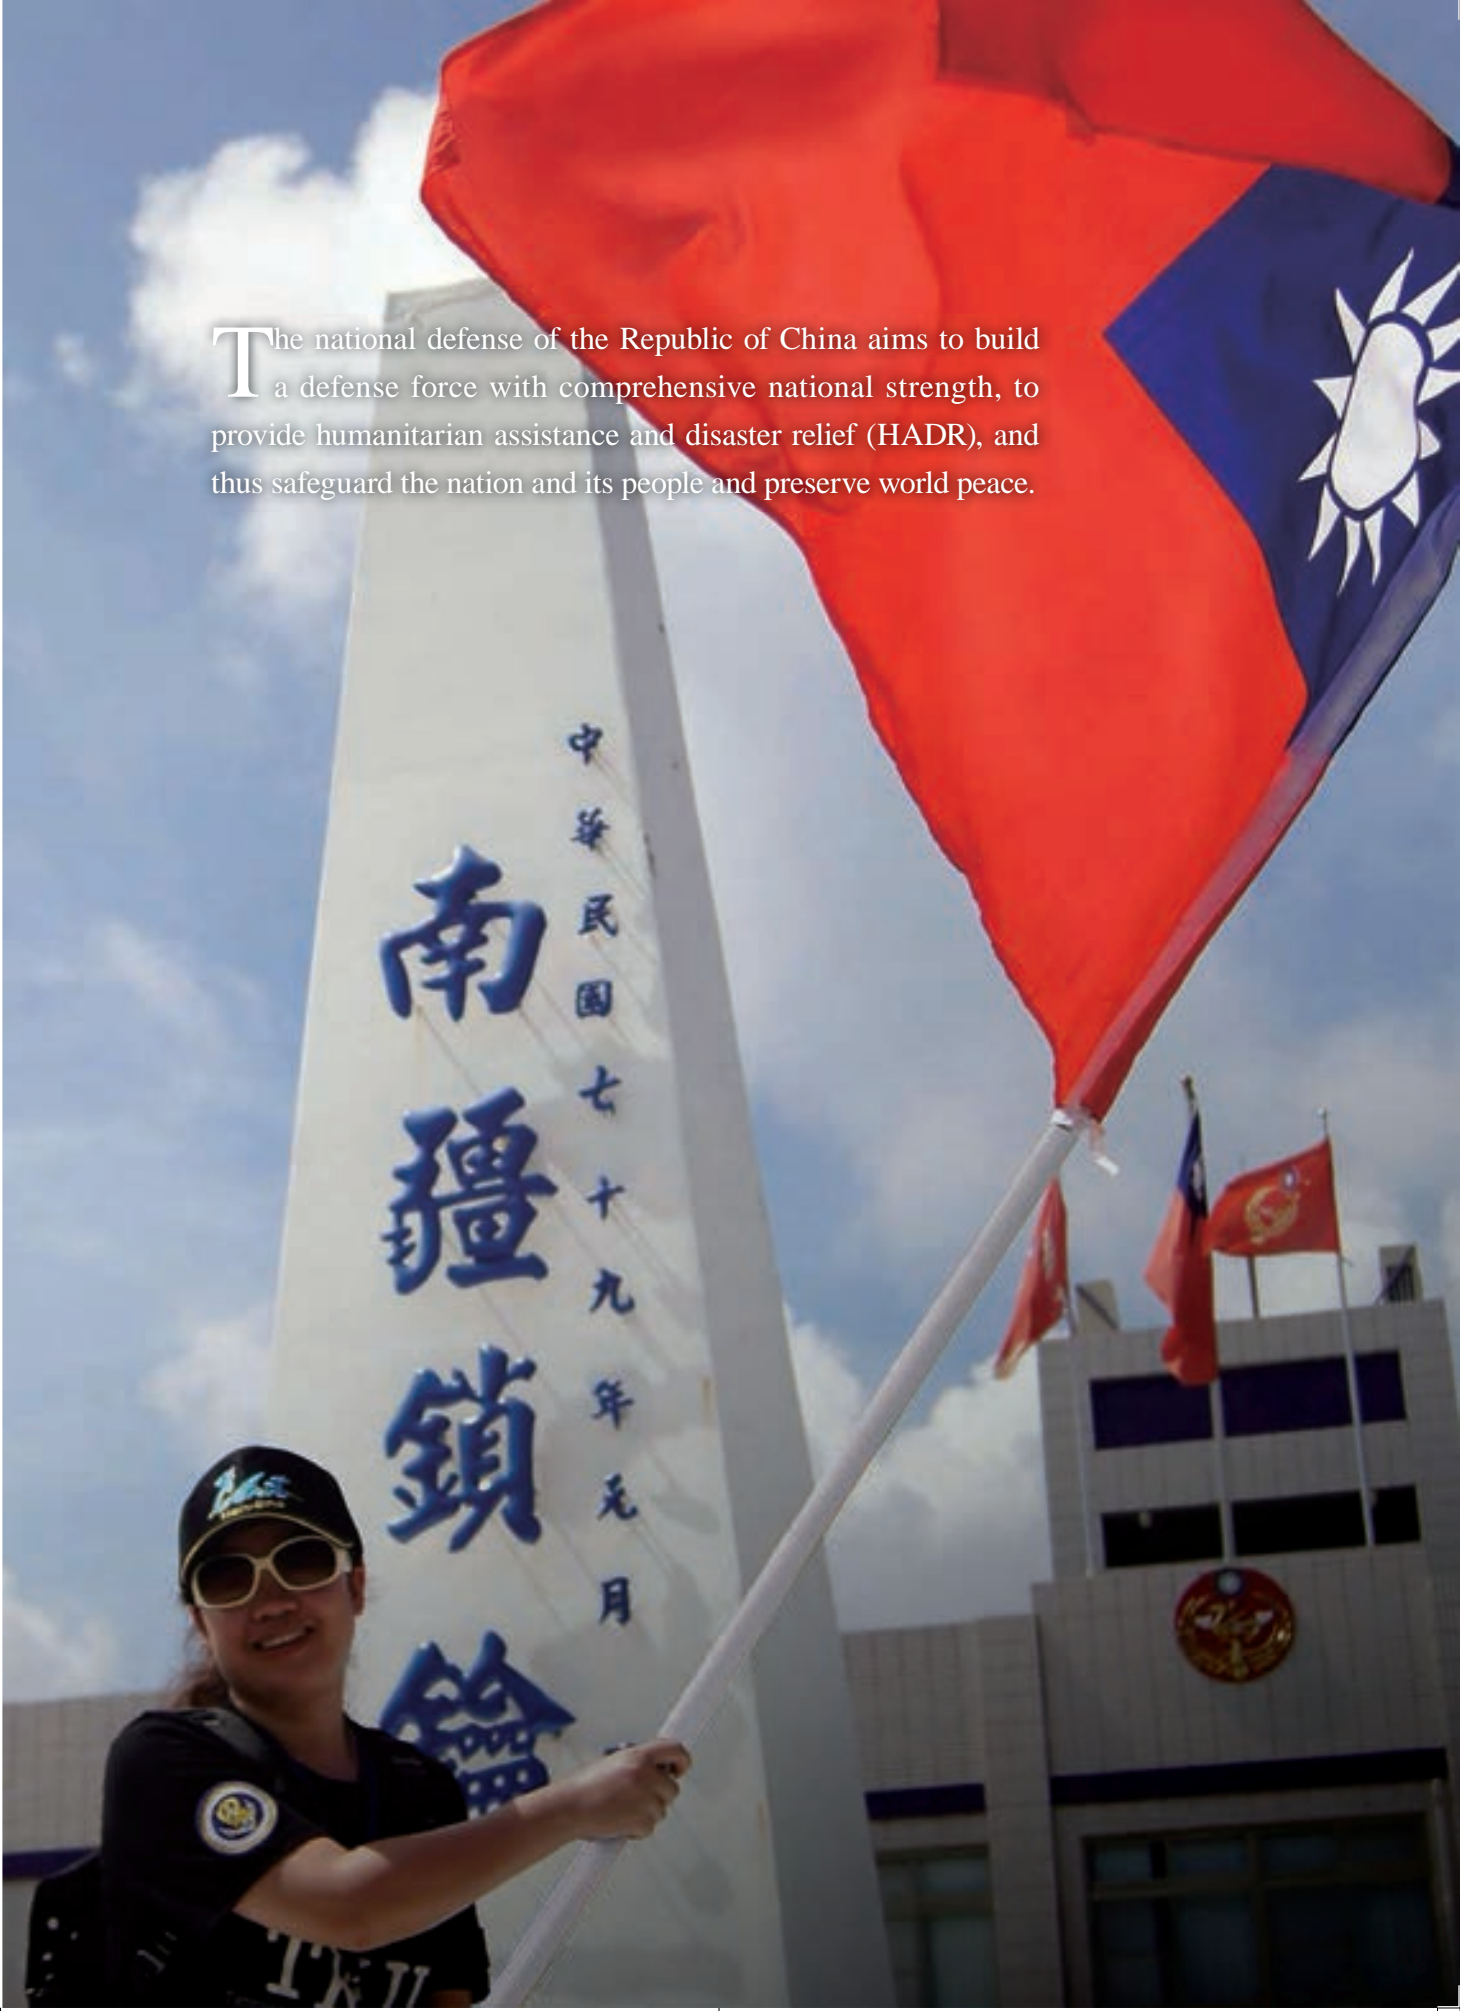 The national defense of the Republic of China aims to build
a defense force with comprehensive national strength, to
provide humanitarian assistance and disaster relief (HADR), and
thus safeguard the nation and its people and preserve world peace.
中華民國七十九年元月
南疆鎖鑰
TKU